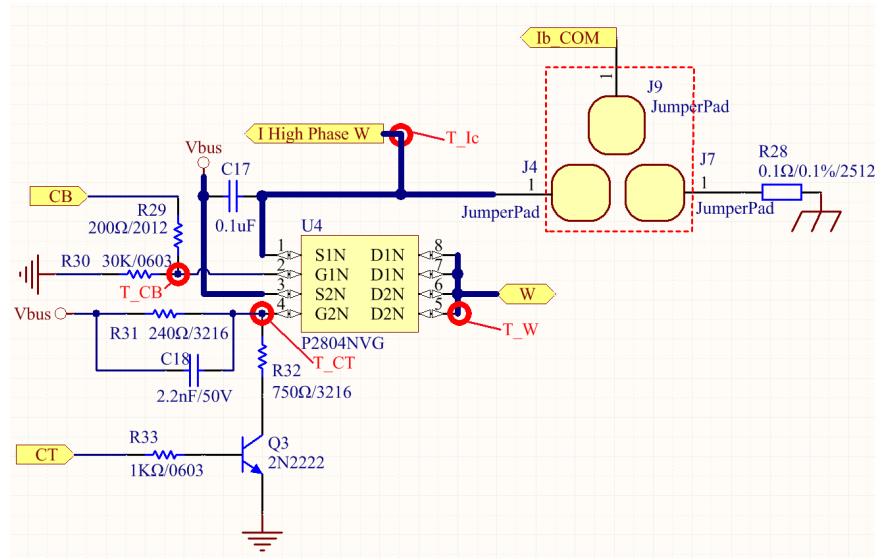 Ib_COM
1
J9
JumperPad
I High Phase W
T_Ic
Vbus
C17
0.1uF
J4
1
JumperPad
J7
1
JumperPad
R28
0.1Ω/0.1%/2512
CB
R29
200Ω/2012
R30
30K/0603
T_CB
U4
1
2
3
4
S1N
G1N
S2N
G2N
D1N
D1N
D2N
D2N
8
7
6
5
P2804NVG
W
T_W
Vbus
R31
240Ω/3216
C18
2.2nF/50V
T_CT
R32
750Ω/3216
CT
R33
1KΩ/0603
Q3
2N2222